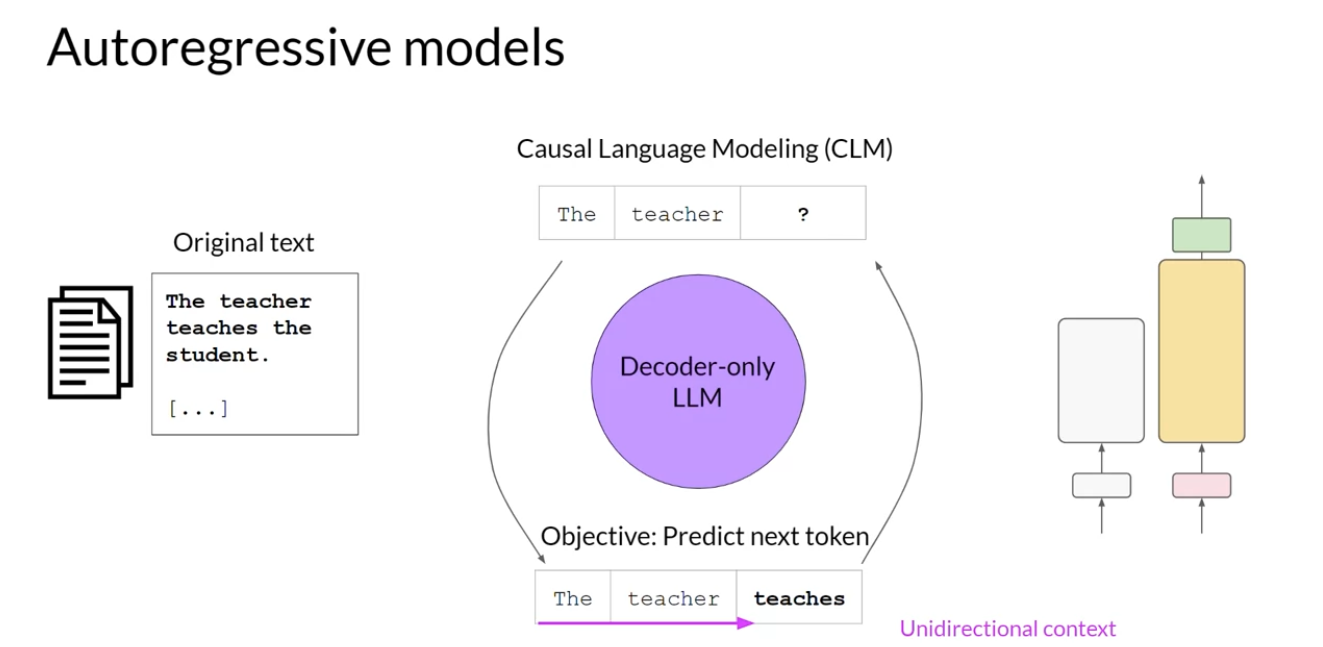 Autoregressive models
Causal Language Modeling (CLM)
The teacher ?
Original text
The teacher
teaches the
student.
[...]
Decoder-only
LLM
Objective: Predict next token
The teacher teaches
Unidirectional context